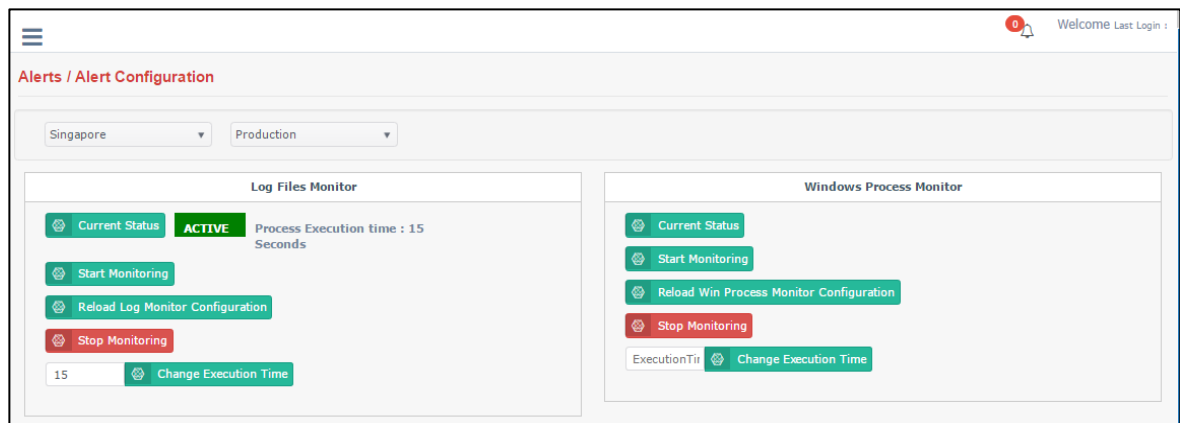 0
Welcome Last Login :
Alerts / Alert Configuration
Singapore
Production
Log Files Monitor
Current Status
ACTIVE
Process Execution time : 15
Seconds
Start Monitoring
Reload Log Monitor Configuration
Stop Monitoring
15
Change Execution Time
Windows Process Monitor
Current Status
Start Monitoring
Reload Win Process Monitor Configuration
Stop Monitoring
ExecutionTir
Change Execution Time